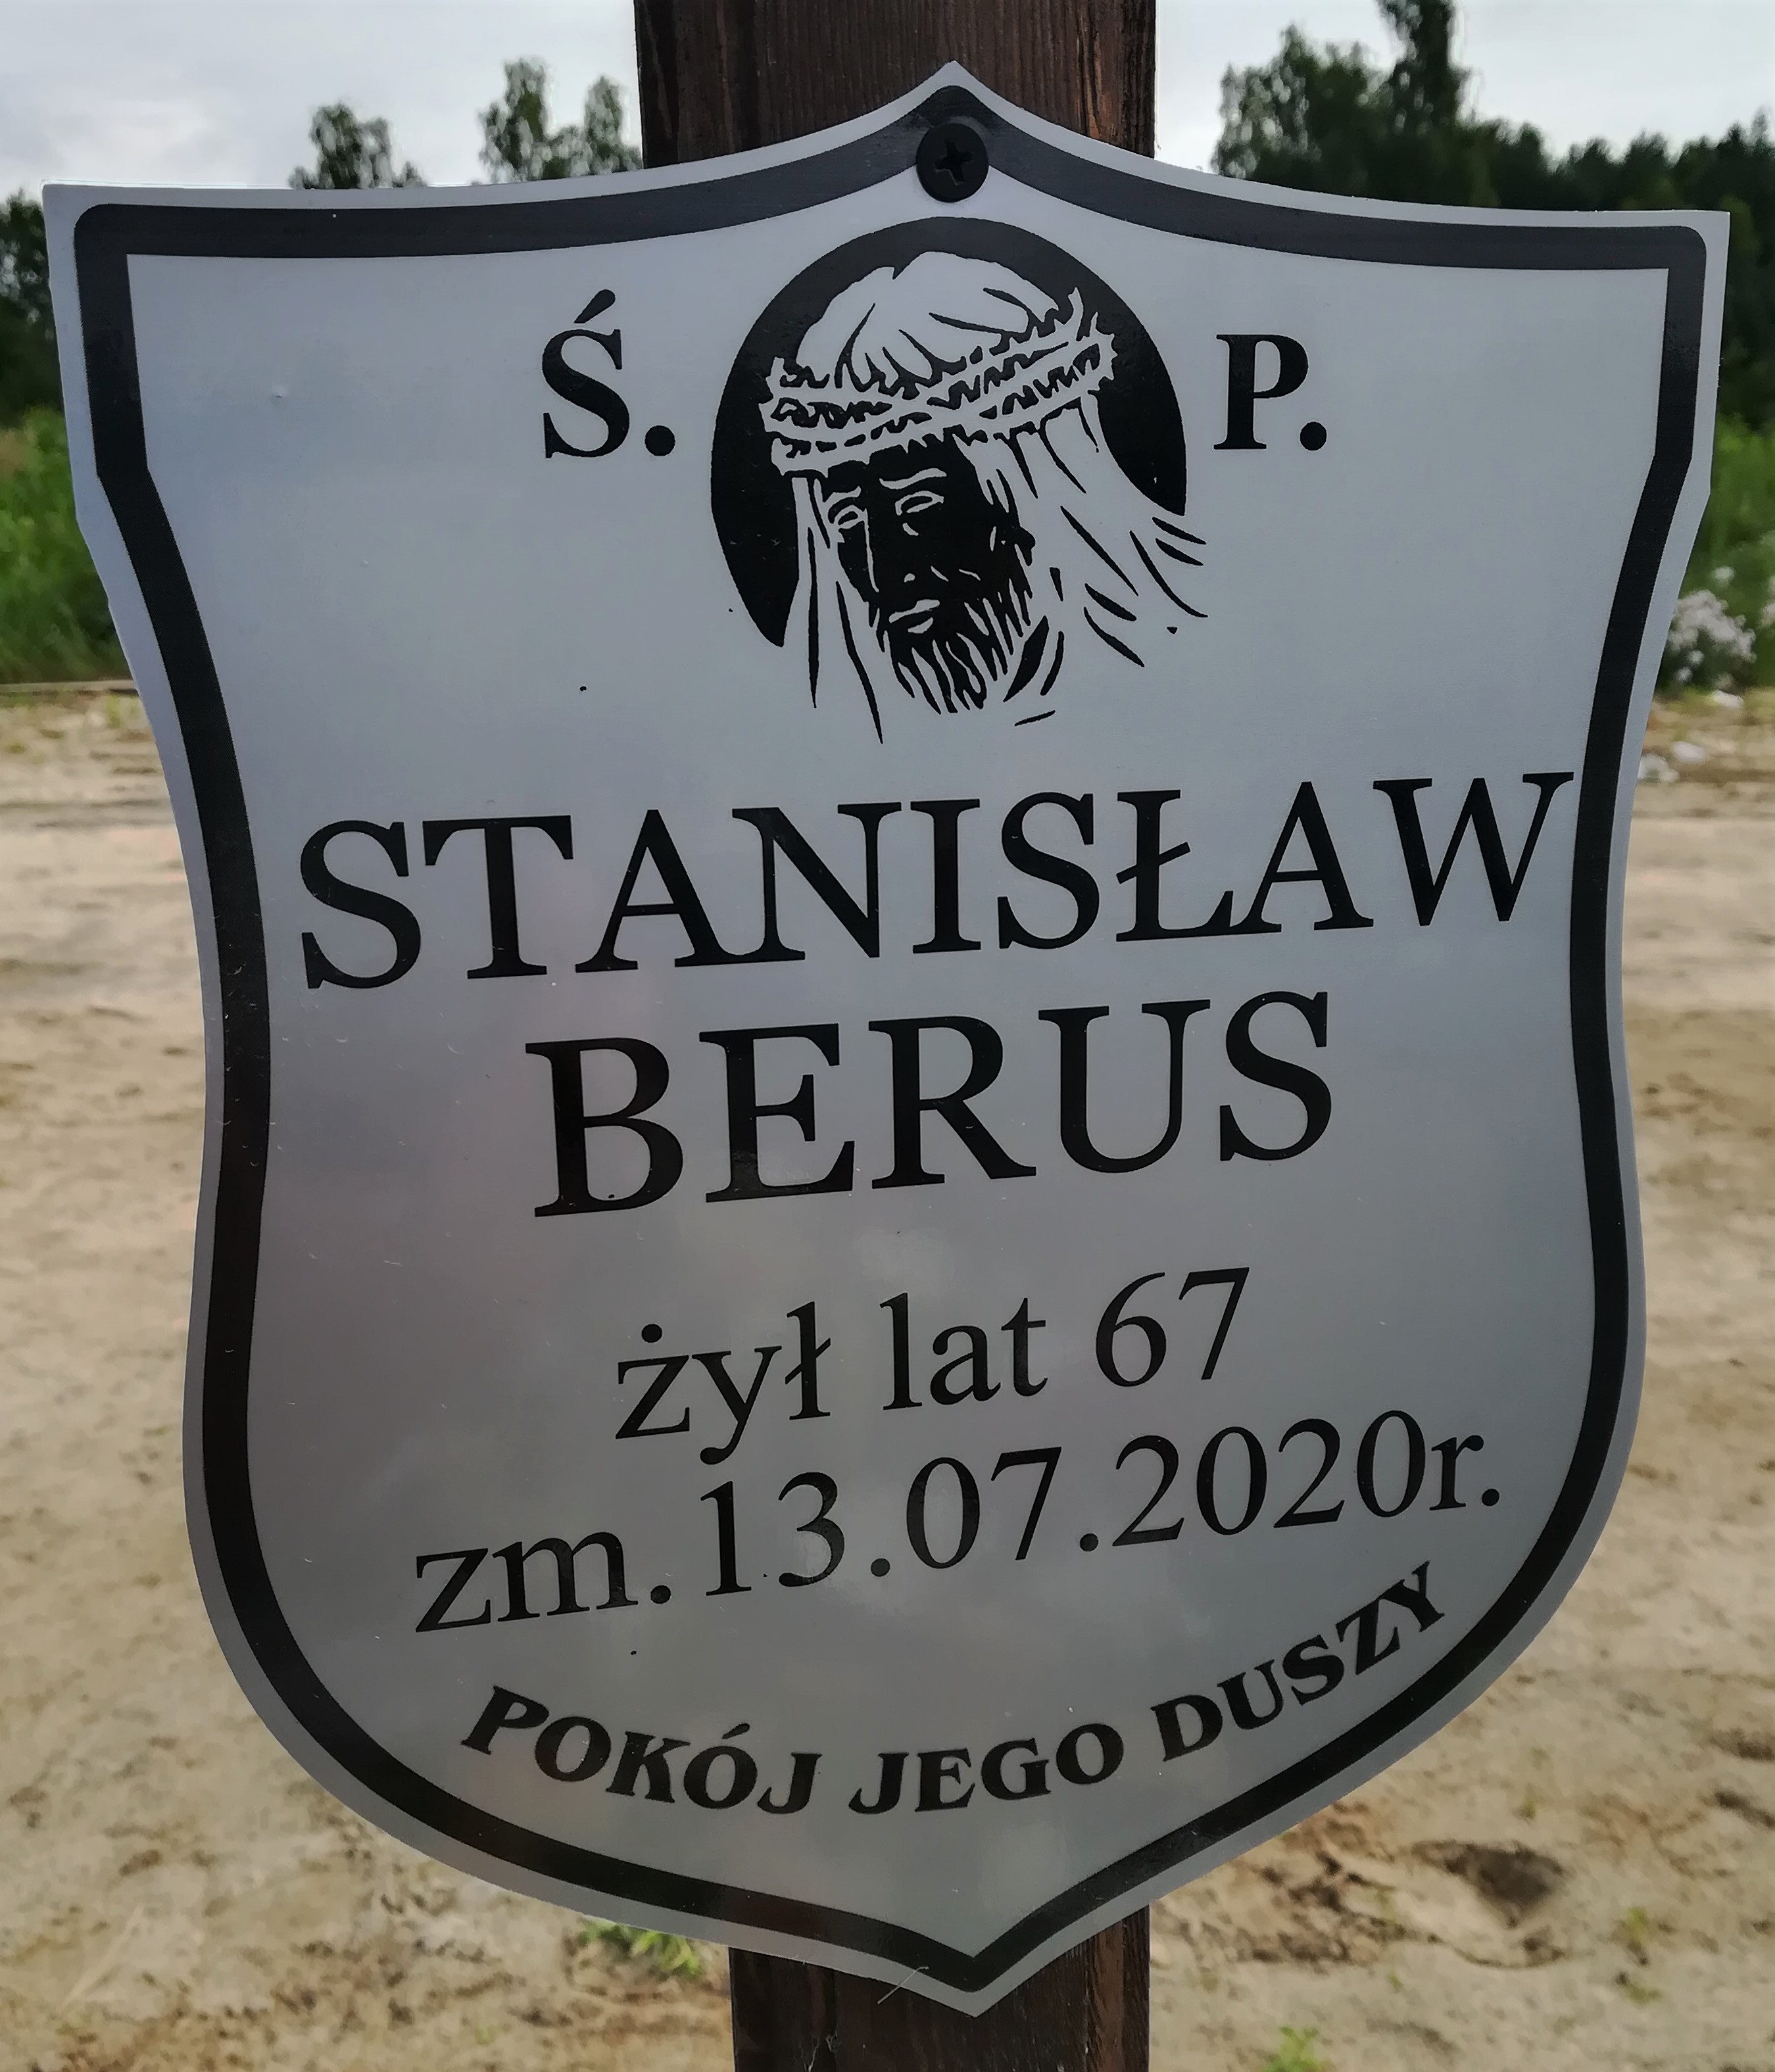 Ś. P.
STANISŁAW
BERUS
żył lat 67
zm.13.07.2020r.
POKÓJ JEGO DUSZY